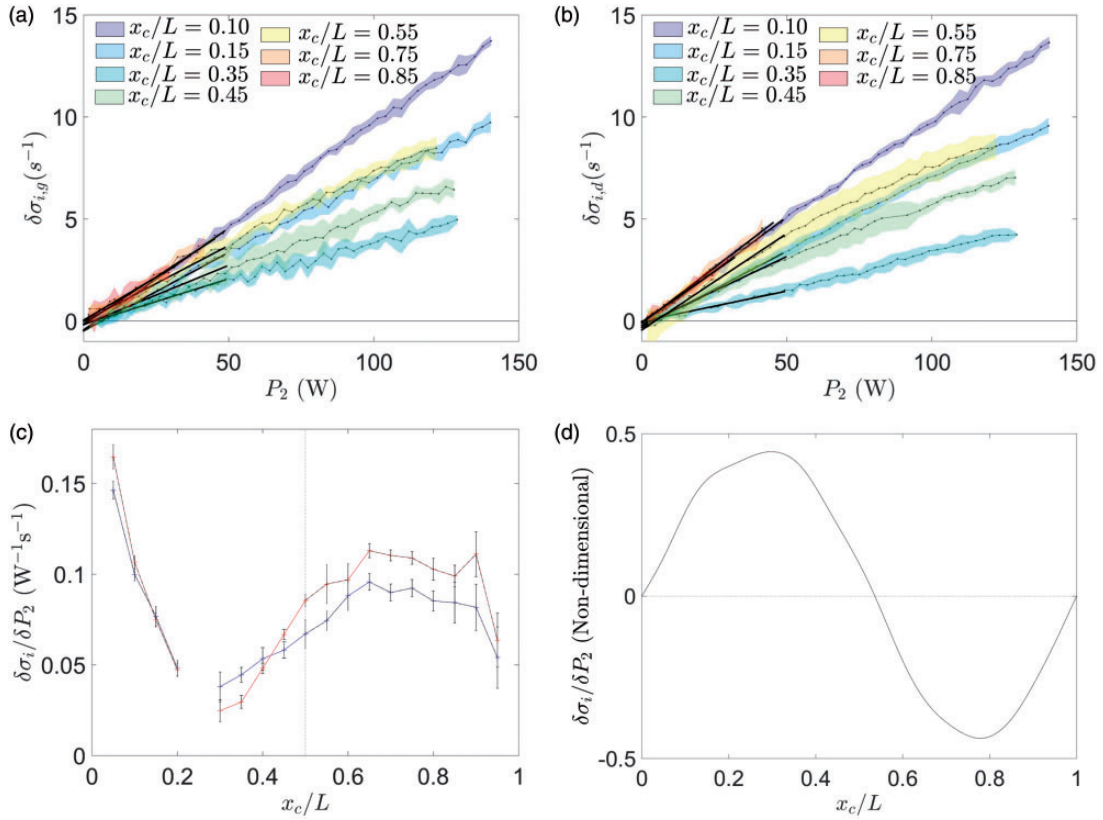 (a)
x_c/L = 0.10
x_c/L = 0.15
x_c/L = 0.35
x_c/L = 0.45
x_c/L = 0.55
x_c/L = 0.75
x_c/L = 0.85
15
10
5
0
δσ_{i,g}(s⁻¹)
0 50 100 150
P₂ (W)
(b)
x_c/L = 0.10
x_c/L = 0.15
x_c/L = 0.35
x_c/L = 0.45
x_c/L = 0.55
x_c/L = 0.75
x_c/L = 0.85
15
10
5
0
δσ_{i,d}(s⁻¹)
0 50 100 150
P₂ (W)
(c)
0.15
0.1
0.05
0
δσ_i/δP₂ (W⁻¹s⁻¹)
0 0.2 0.4 0.6 0.8 1
x_c/L
(d)
0.5
0
-0.5
δσ_i/δP₂ (Non-dimensional)
0 0.2 0.4 0.6 0.8 1
x_c/L